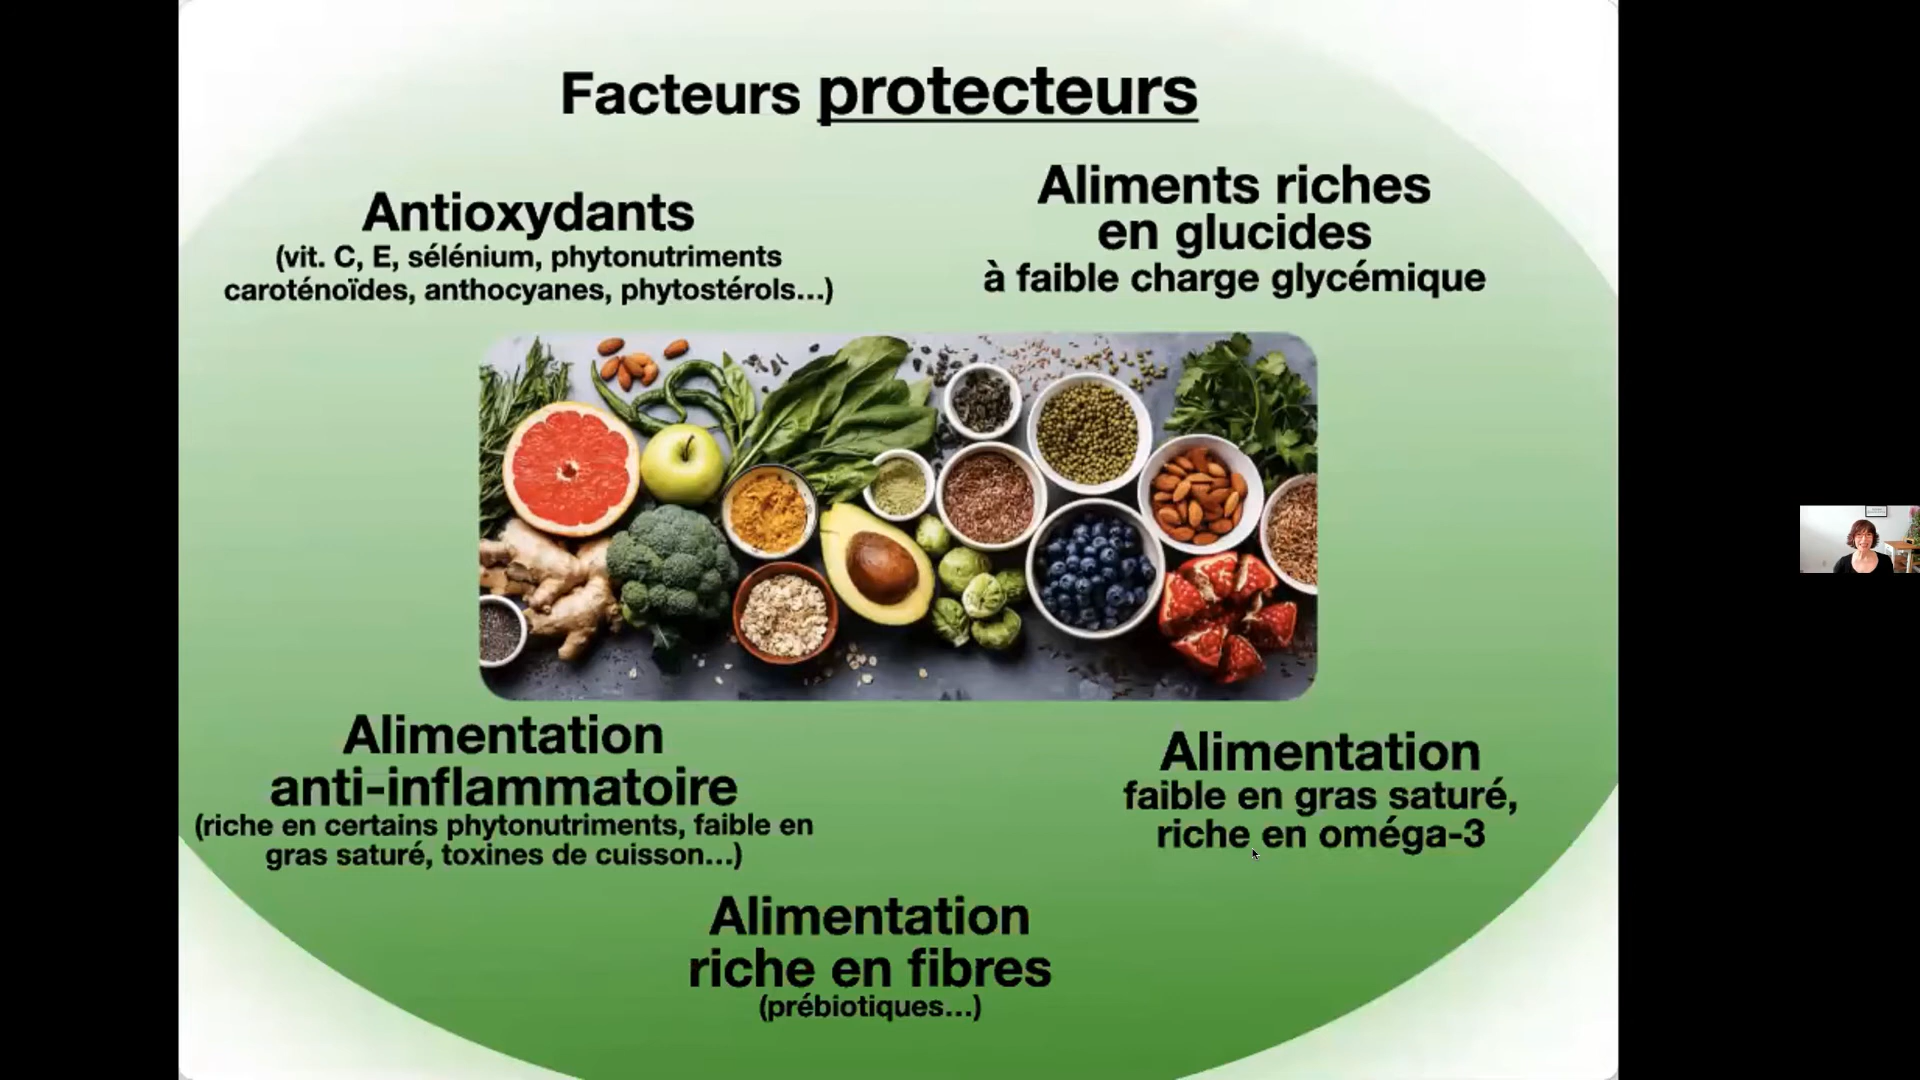 Facteurs protecteurs
Antioxydants
(vit. C, E, sélénium, phytonutriments
caroténoïdes, anthocyanes, phytostérols...)
Aliments riches
en glucides
à faible charge glycémique
Alimentation
anti-inflammatoire
(riche en certains phytonutriments, faible en
gras saturé, toxines de cuisson...)
Alimentation
faible en gras saturé,
riche en oméga-3
Alimentation
riche en fibres
(prébiotiques...)